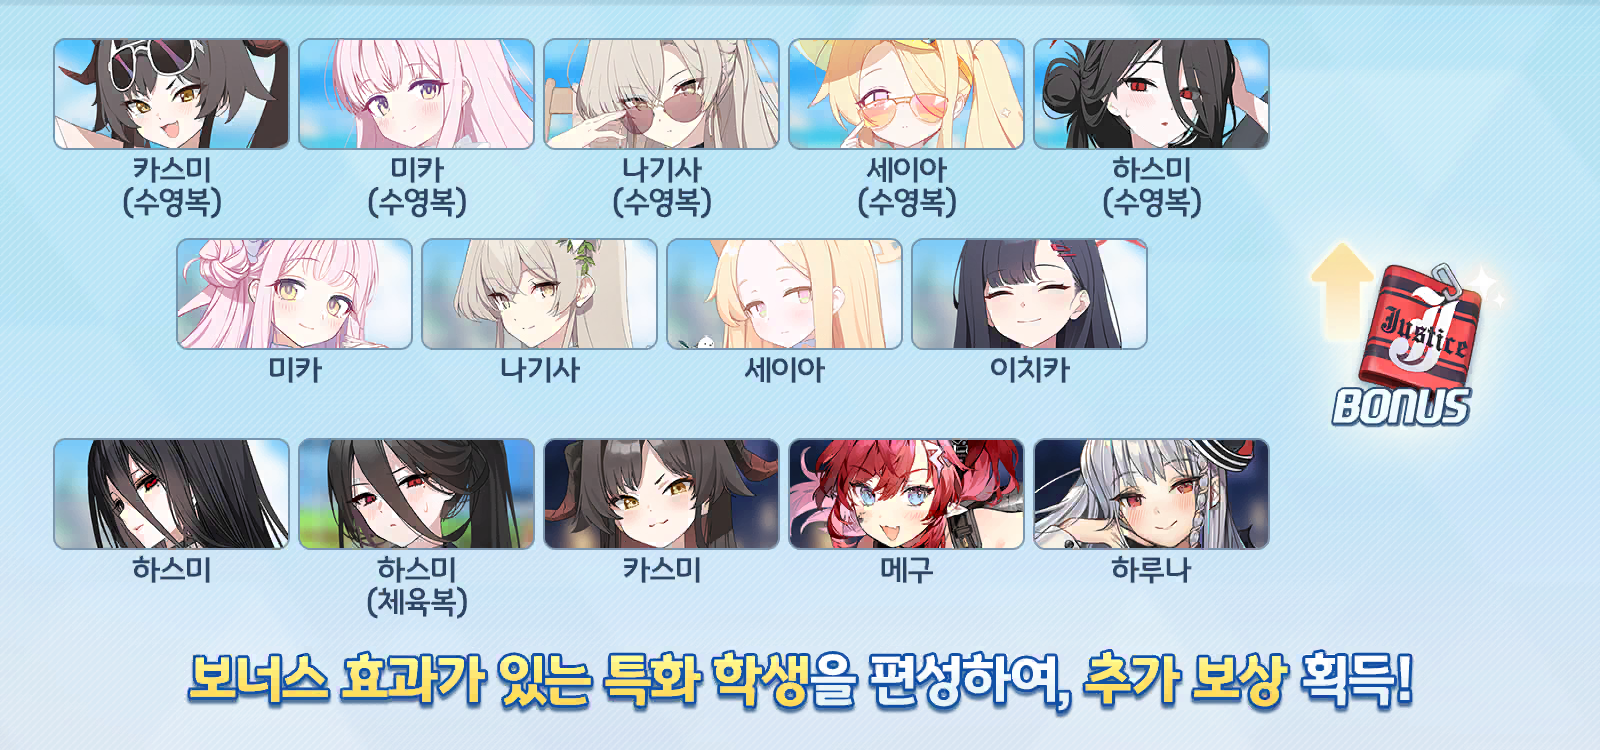 카스미
(수영복)
미카
(수영복)
나기사
(수영복)
세이아
(수영복)
하스미
(수영복)
미카
나기사
세이아
이치카
J
Justice
BONUS
하스미
하스미
(체육복)
카스미
메구
하루나
보너스 효과가 있는 특화 학생을 편성하여, 추가 보상 획득!